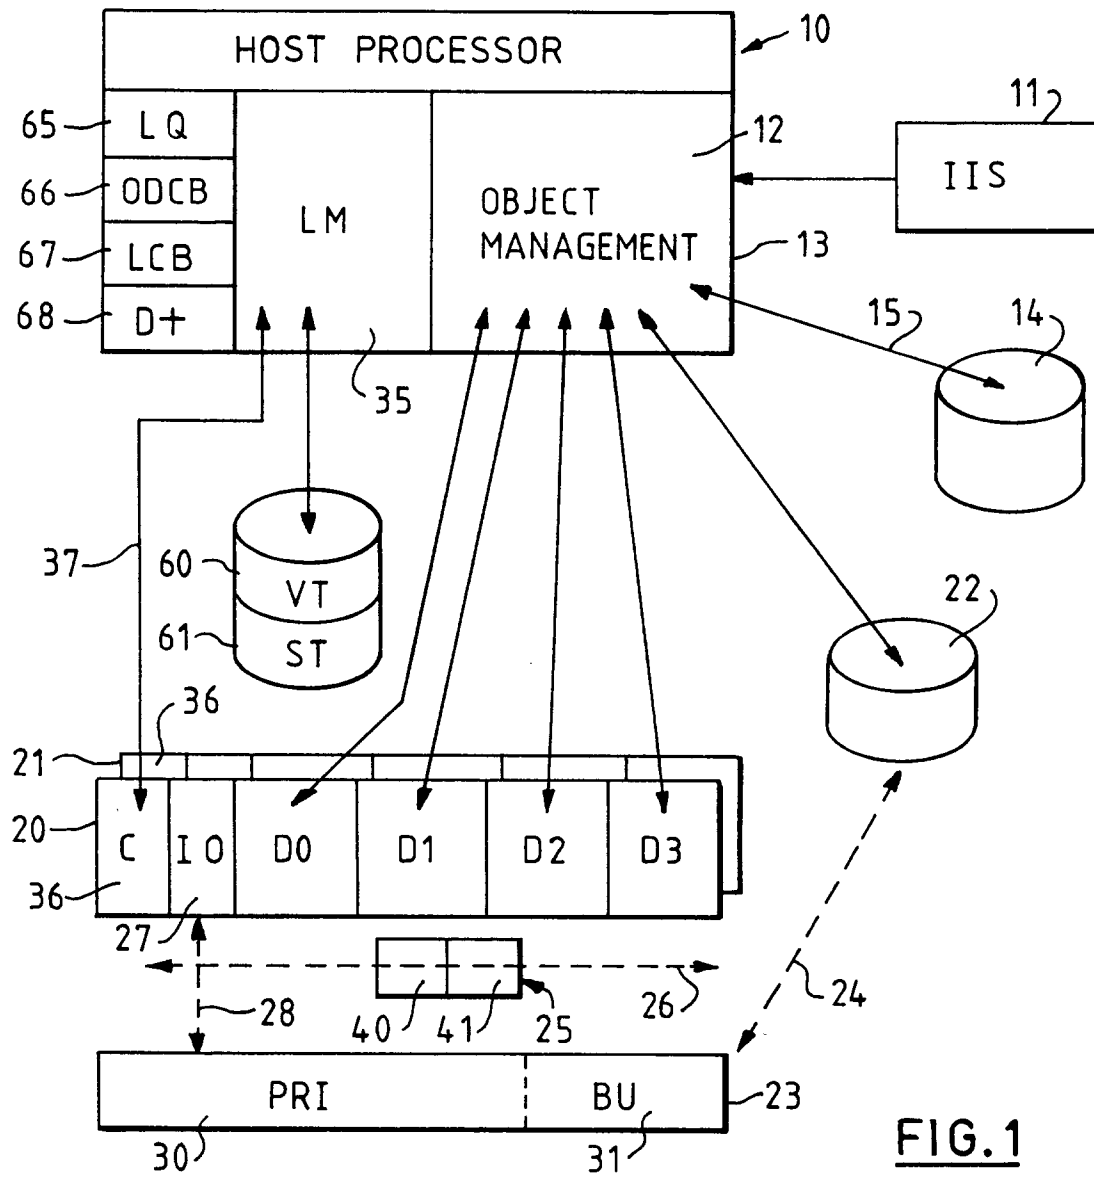 HOST PROCESSOR
10
65
LQ
12
11
IIS
66
ODCB
LM
OBJECT
MANAGEMENT
13
67
LCB
68
D+
15
14
35
37
60
VT
61
ST
22
36
21
20
C
IO
D0
D1
D2
D3
36
27
28
40
41
25
26
24
PRI
BU
23
30
31
FIG.1